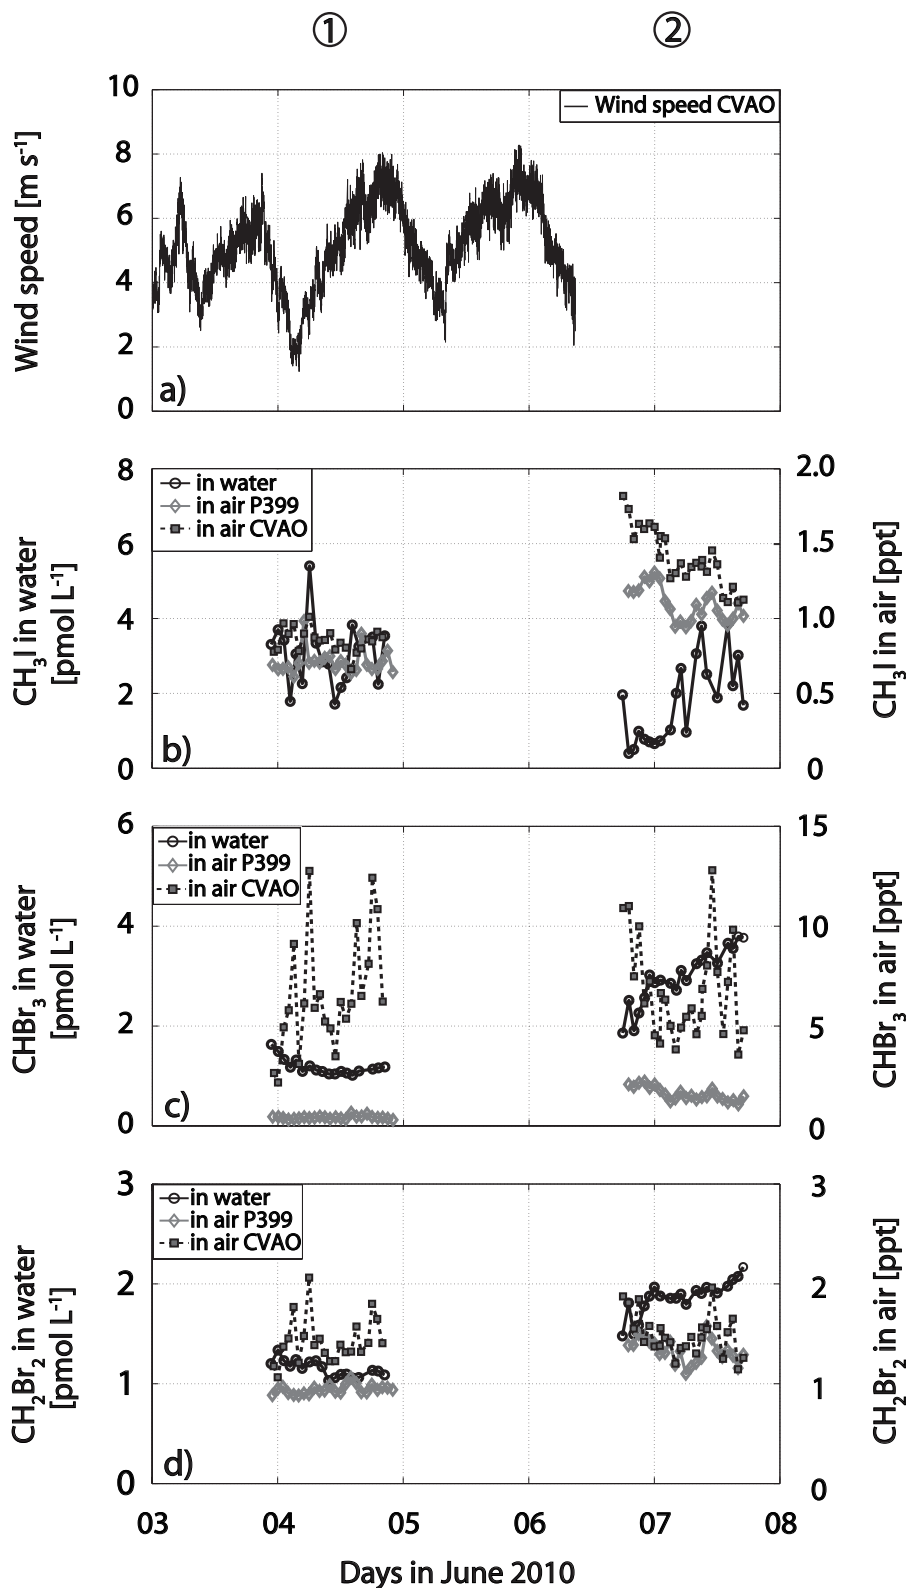 ① ②
10
8
6
4
2
0
Wind speed [m s⁻¹]
Wind speed CVAO
a)
8
6
4
2
0
CH₃I in water
[pmol L⁻¹]
in water
in air P399
in air CVAO
b)
2.0
1.5
1.0
0.5
0
CH₃I in air [ppt]
6
4
2
0
CHBr₃ in water
[pmol L⁻¹]
in water
in air P399
in air CVAO
c)
15
10
5
0
CHBr₃ in air [ppt]
3
2
1
0
CH₂Br₂ in water
[pmol L⁻¹]
in water
in air P399
in air CVAO
d)
3
2
1
0
CH₂Br₂ in air [ppt]
03 04 05 06 07 08
Days in June 2010